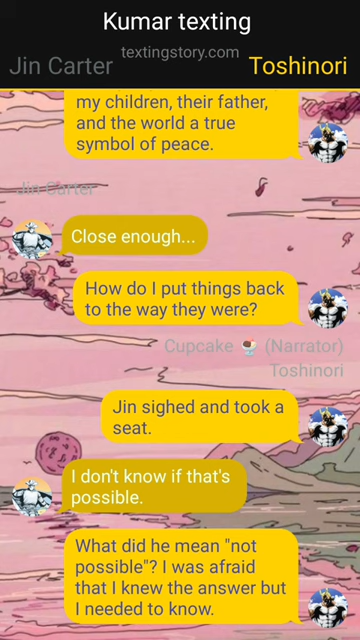 Kumar texting
textingstory.com
Jin Carter
Toshinori
my children, their father,
and the world a true
symbol of peace.
Jin Carter
Close enough...
How do I put things back
to the way they were?
Cupcake 🍨 (Narrator)
Toshinori
Jin sighed and took a
seat.
I don't know if that's
possible.
What did he mean "not
possible"? I was afraid
that I knew the answer but
I needed to know.